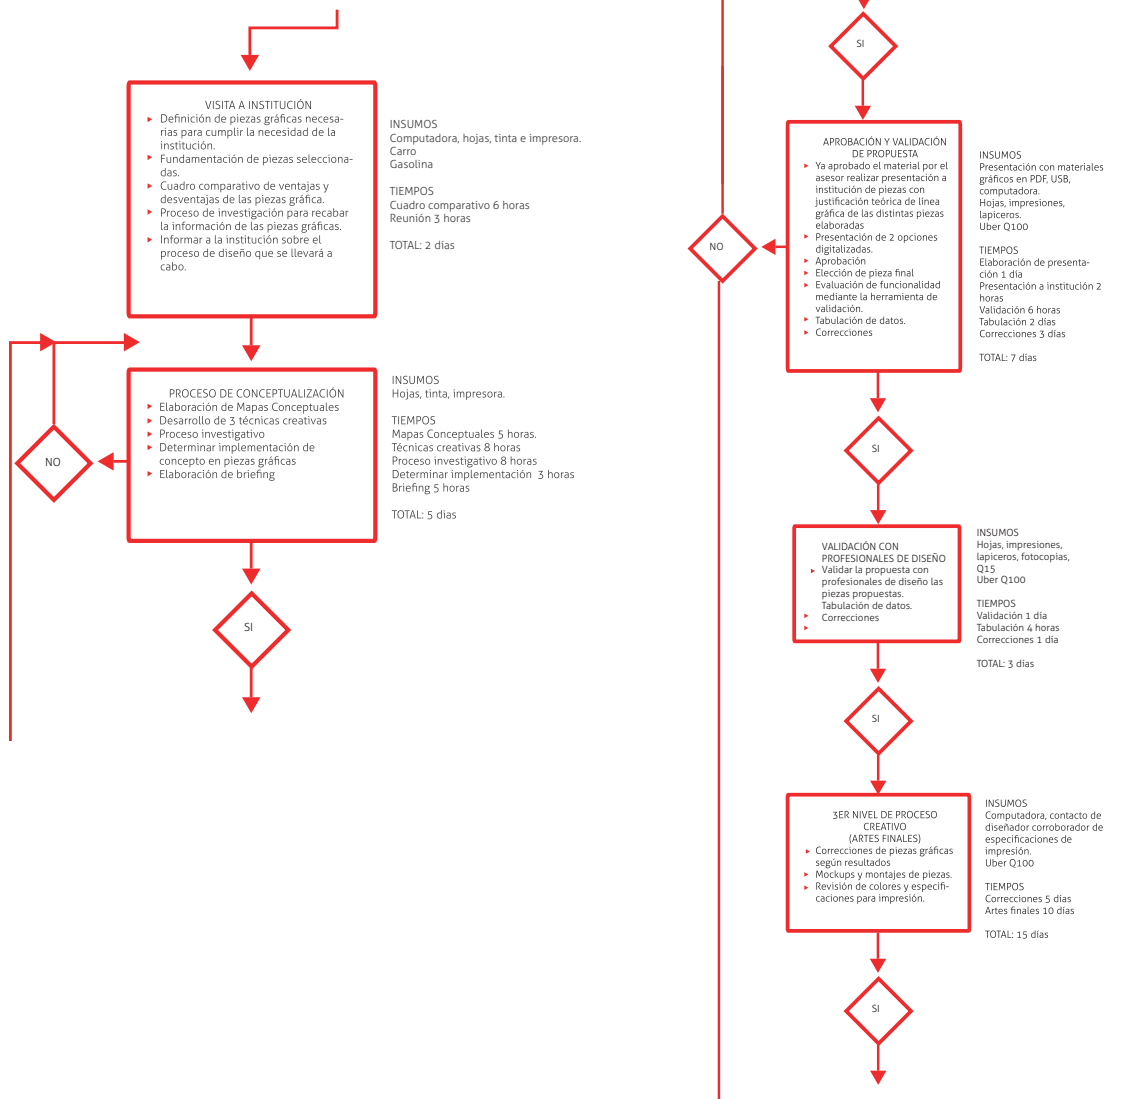 VISITA A INSTITUCIÓN
Definición de piezas gráficas necesa-
rias para cumplir la necesidad de la
institución.
Fundamentación de piezas selecciona-
das.
Cuadro comparativo de ventajas y
desventajas de las piezas gráfica.
Proceso de investigación para recabar
la información de las piezas gráficas.
Informar a la institución sobre el
proceso de diseño que se llevará a
cabo.
INSUMOS
Computadora, hojas, tinta e impresora.
Carro
Gasolina
TIEMPOS
Cuadro comparativo 6 horas
Reunión 3 horas
TOTAL: 2 días
PROCESO DE CONCEPTUALIZACIÓN
Elaboración de Mapas Conceptuales
Desarrollo de 3 técnicas creativas
Proceso investigativo
Determinar implementación de
concepto en piezas gráficas
Elaboración de briefing
INSUMOS
Hojas, tinta, impresora.
TIEMPOS
Mapas Conceptuales 5 horas.
Técnicas creativas 8 horas
Proceso investigativo 8 horas
Determinar implementación 3 horas
Briefing 5 horas
TOTAL: 5 días
NO
SI
SI
APROBACIÓN Y VALIDACIÓN
DE PROPUESTA
Ya aprobado el material por el
asesor realizar presentación a
institución de piezas con
justificación teórica de línea
gráfica de las distintas piezas
elaboradas
Presentación de 2 opciones
digitalizadas.
Aprobación
Elección de pieza final
Evaluación de funcionalidad
mediante la herramienta de
validación.
Tabulación de datos.
Correcciones
INSUMOS
Presentación con materiales
gráficos en PDF, USB,
computadora.
Hojas, impresiones,
lapiceros.
Uber Q100
TIEMPOS
Elaboración de presenta-
ción 1 día
Presentación a institución 2
horas
Validación 6 horas
Tabulación 2 días
Correcciones 3 días
TOTAL: 7 días
NO
SI
VALIDACIÓN CON
PROFESIONALES DE DISEÑO
Validar la propuesta con
profesionales de diseño las
piezas propuestas.
Tabulación de datos.
Correcciones
INSUMOS
Hojas, impresiones,
lapiceros, fotocopias,
Q15
Uber Q100
TIEMPOS
Validación 1 día
Tabulación 4 horas
Correcciones 1 día
TOTAL: 3 días
SI
3ER NIVEL DE PROCESO
CREATIVO
(ARTES FINALES)
Correcciones de piezas gráficas
según resultados
Mockups y montajes de piezas.
Revisión de colores y especifi-
caciones para impresión.
INSUMOS
Computadora, contacto de
diseñador corroborador de
especificaciones de
impresión.
Uber Q100
TIEMPOS
Correcciones 5 días
Artes finales 10 días
TOTAL: 15 días
SI